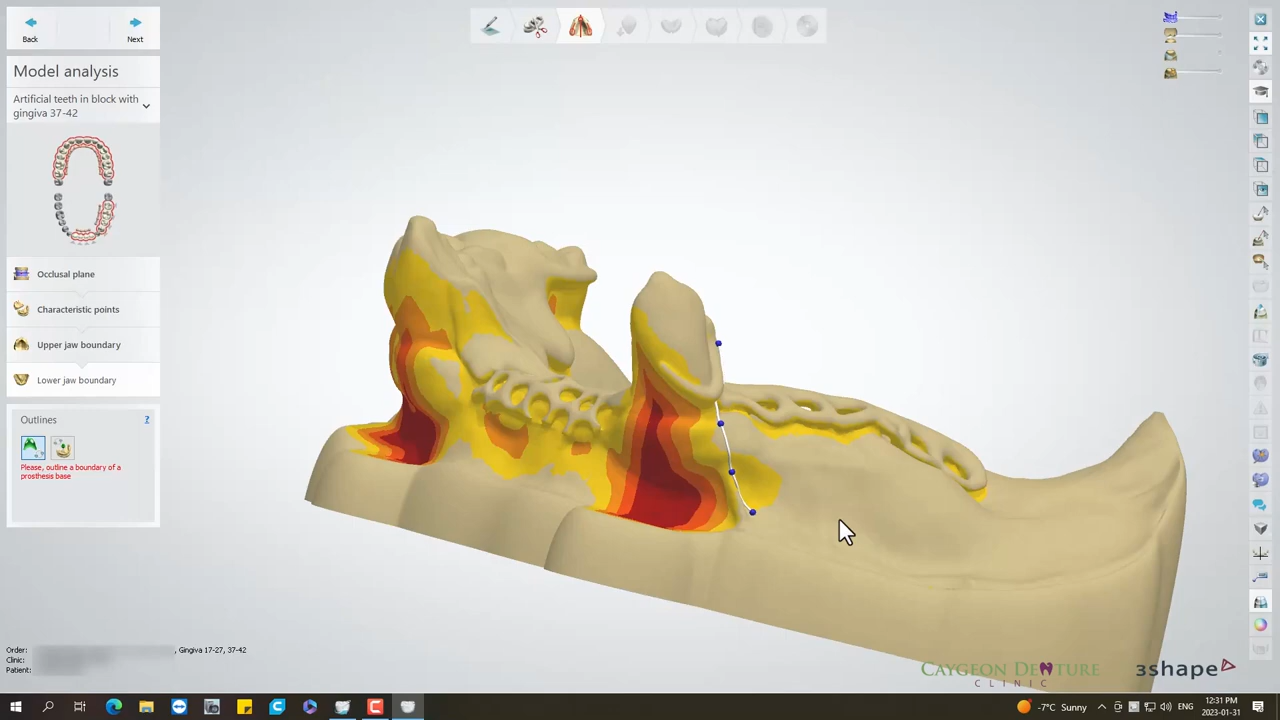 Back
Next
Model analysis
Artificial teeth in block with
gingiva 37-42
Occlusal plane
Characteristic points
Upper jaw boundary
Lower jaw boundary
Outlines
?
Please, outline a boundary of a
prosthesis base
Order:
, Gingiva 17-27, 37-42
Clinic:
Patient:
CAYGEON DENTURE
CLINIC
3shape
-7°C Sunny
ENG
12:31 PM
2023-01-31